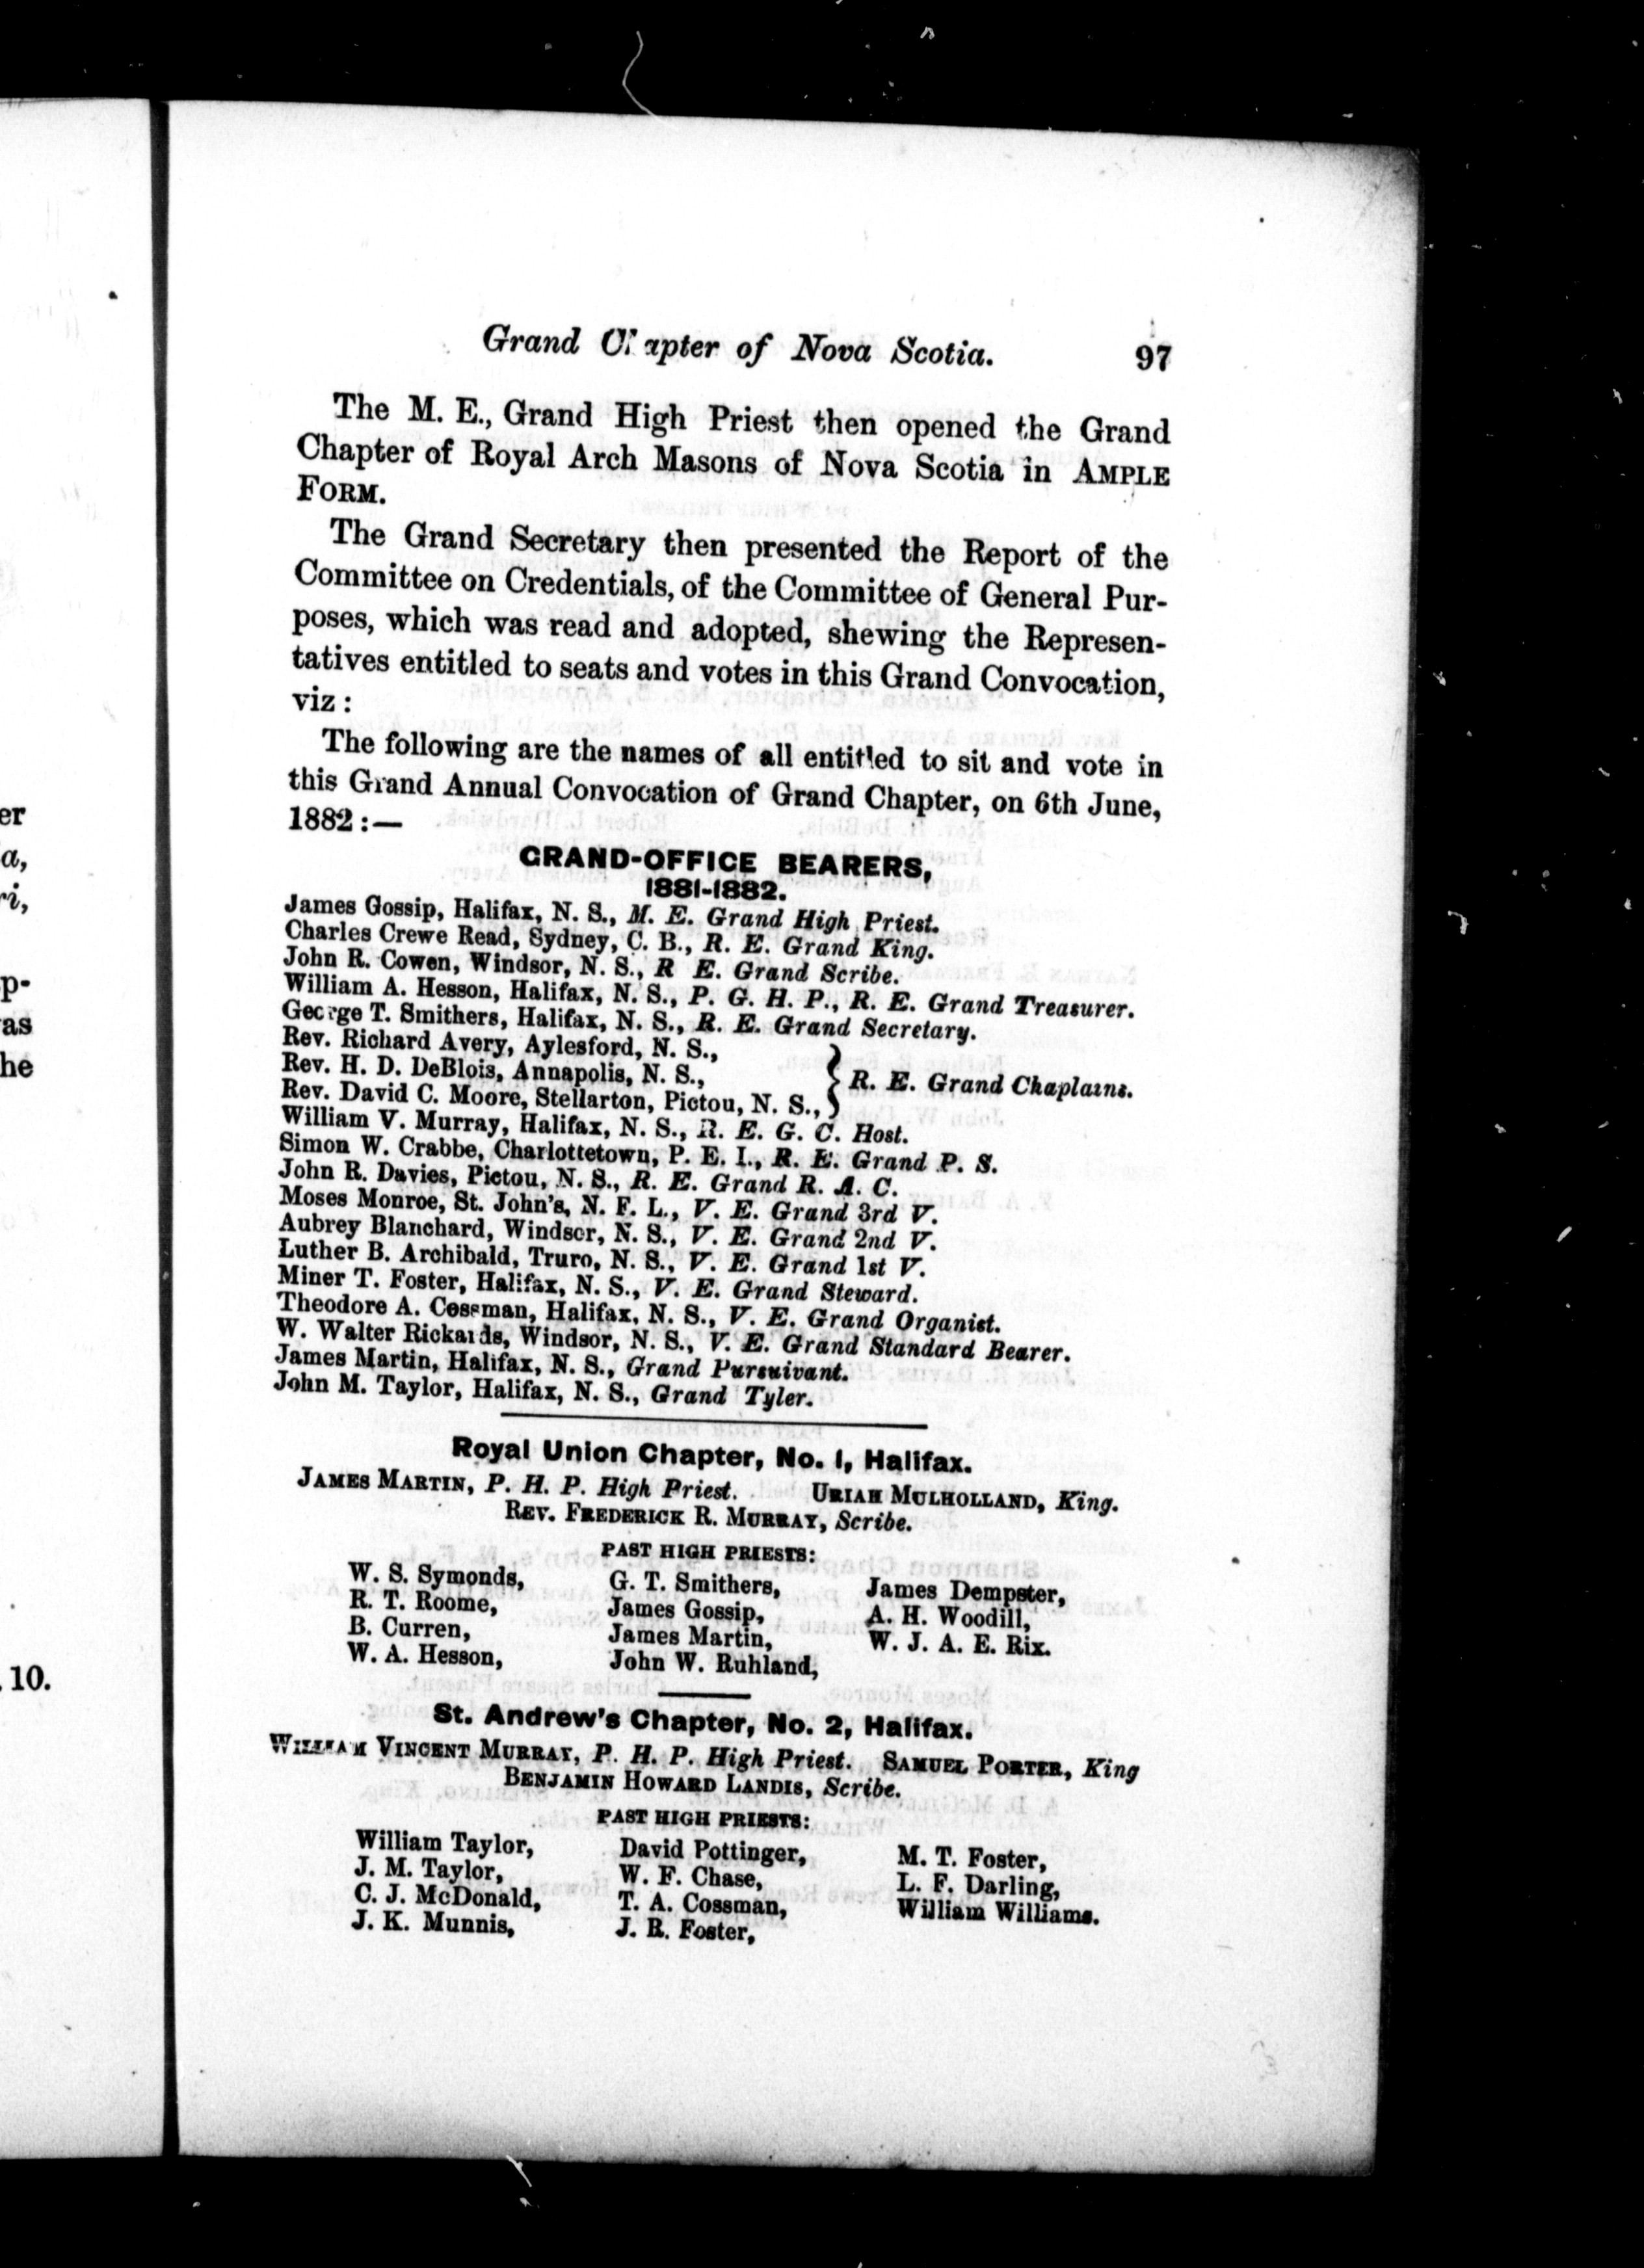 Grand Chapter of Nova Scotia. 97
The M. E., Grand High Priest then opened the Grand
Chapter of Royal Arch Masons of Nova Scotia in AMPLE
FORM.
The Grand Secretary then presented the Report of the
Committee on Credentials, of the Committee of General Pur-
poses, which was read and adopted, shewing the Represen-
tatives entitled to seats and votes in this Grand Convocation,
viz:
The following are the names of all entitled to sit and vote in
this Grand Annual Convocation of Grand Chapter, on 6th June,
1882:—
GRAND-OFFICE BEARERS,
1881-1882.
James Gossip, Halifax, N. S., M. E. Grand High Priest.
Charles Crewe Read, Sydney, C. B., R. E. Grand King.
John R. Cowen, Windsor, N. S., R E. Grand Scribe.
William A. Hesson, Halifax, N. S., P. G. H. P., R. E. Grand Treasurer.
George T. Smithers, Halifax, N. S., R. E. Grand Secretary.
Rev. Richard Avery, Aylesford, N. S.,
Rev. H. D. DeBlois, Annapolis, N. S.,
R. E. Grand Chaplains.
Rev. David C. Moore, Stellarton, Pictou, N. S.,
William V. Murray, Halifax, N. S., R. E. G. C. Host.
Simon W. Crabbe, Charlottetown, P. E. I., R. E. Grand P. S.
John R. Davies, Pictou, N. S., R. E. Grand R. A. C.
Moses Monroe, St. John's, N. F. L., V. E. Grand 3rd V.
Aubrey Blanchard, Windsor, N. S., V. E. Grand 2nd V.
Luther B. Archibald, Truro, N. S., V. E. Grand 1st V.
Miner T. Foster, Halifax, N. S., V. E. Grand Steward.
Theodore A. Cossman, Halifax, N. S., V. E. Grand Organist.
W. Walter Rickards, Windsor, N. S., V. E. Grand Standard Bearer.
James Martin, Halifax, N. S., Grand Pursuivant.
John M. Taylor, Halifax, N. S., Grand Tyler.
Royal Union Chapter, No. 1, Halifax.
JAMES MARTIN, P. H. P. High Priest. URIAH MULHOLLAND, King.
REV. FREDERICK R. MURRAY, Scribe.
PAST HIGH PRIESTS:
W. S. Symonds, G. T. Smithers, James Dempster,
R. T. Roome, James Gossip, A. H. Woodill,
B. Curren, James Martin, W. J. A. E. Rix.
W. A. Hesson, John W. Ruhland,
St. Andrew's Chapter, No. 2, Halifax.
WILLIAM VINCENT MURRAY, P. H. P. High Priest. SAMUEL PORTER, King
BENJAMIN HOWARD LANDIS, Scribe.
PAST HIGH PRIESTS:
William Taylor, David Pottinger, M. T. Foster,
J. M. Taylor, W. F. Chase, L. F. Darling,
C. J. McDonald, T. A. Cossman, William Williams.
J. K. Munnis, J. R. Foster,